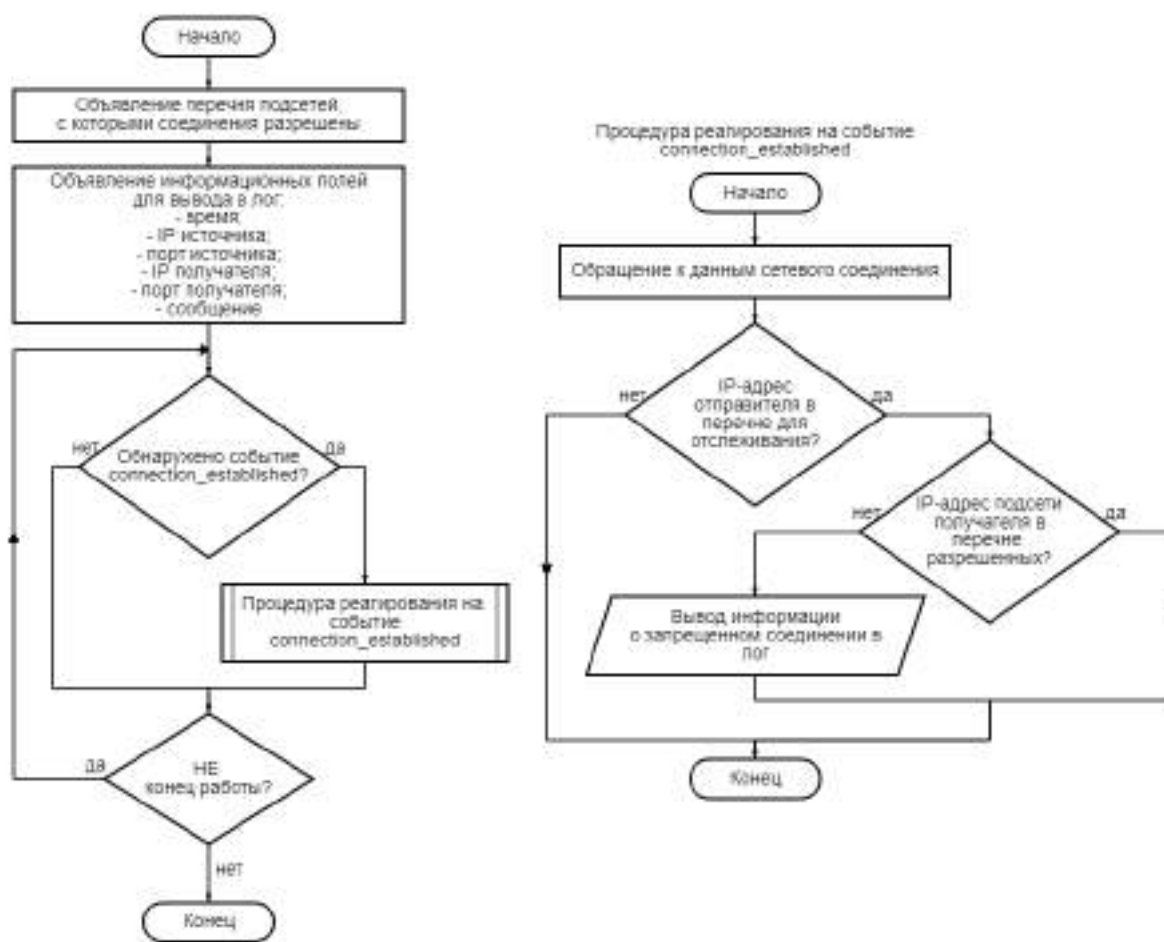 Начало
Объявление перечня подсетей,
с которыми соединения разрешены
Объявление информационных полей
для вывода в лог:
- время;
- IP источника;
- порт источника;
- IP получателя;
- порт получателя;
- сообщение
нет
да
Обнаружено событие
connection_established?
Процедура реагирования на
событие
connection_established
да
НЕ
конец работы?
нет
Конец
Процедура реагирования на событие
connection_established
Начало
Обращение к данным сетевого соединения
нет
да
IP-адрес
отправителя в
перечне для
отслеживания?
нет
да
IP-адрес подсети
получателя в
перечне
разрешенных?
Вывод информации
о запрещенном соединении в
лог
Конец